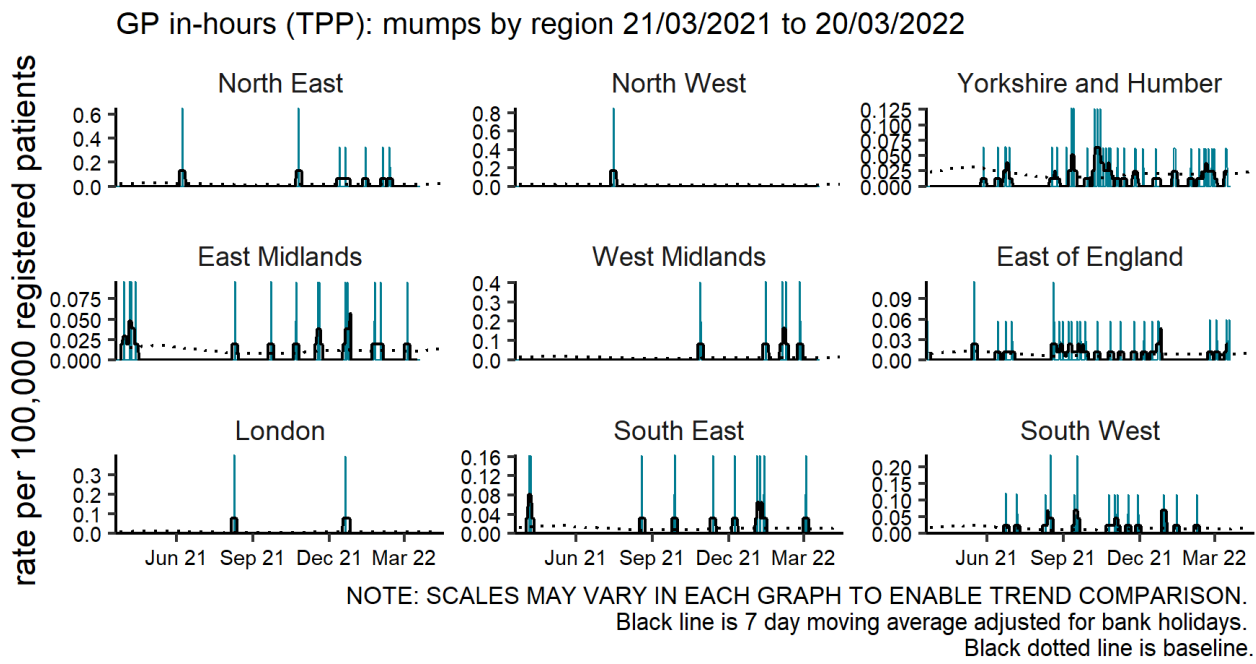 GP in-hours (TPP): mumps by region 21/03/2021 to 20/03/2022
rate per 100,000 registered patients
North East
0.6
0.4
0.2
0.0
North West
0.8
0.6
0.4
0.2
0.0
Yorkshire and Humber
0.125
0.100
0.075
0.050
0.025
0.000
East Midlands
0.075
0.050
0.025
0.000
West Midlands
0.4
0.3
0.2
0.1
0.0
East of England
0.09
0.06
0.03
0.00
London
0.3
0.2
0.1
0.0
Jun 21 Sep 21 Dec 21 Mar 22
South East
0.16
0.12
0.08
0.04
0.00
Jun 21 Sep 21 Dec 21 Mar 22
South West
0.20
0.15
0.10
0.05
0.00
Jun 21 Sep 21 Dec 21 Mar 22
NOTE: SCALES MAY VARY IN EACH GRAPH TO ENABLE TREND COMPARISON.
Black line is 7 day moving average adjusted for bank holidays.
Black dotted line is baseline.